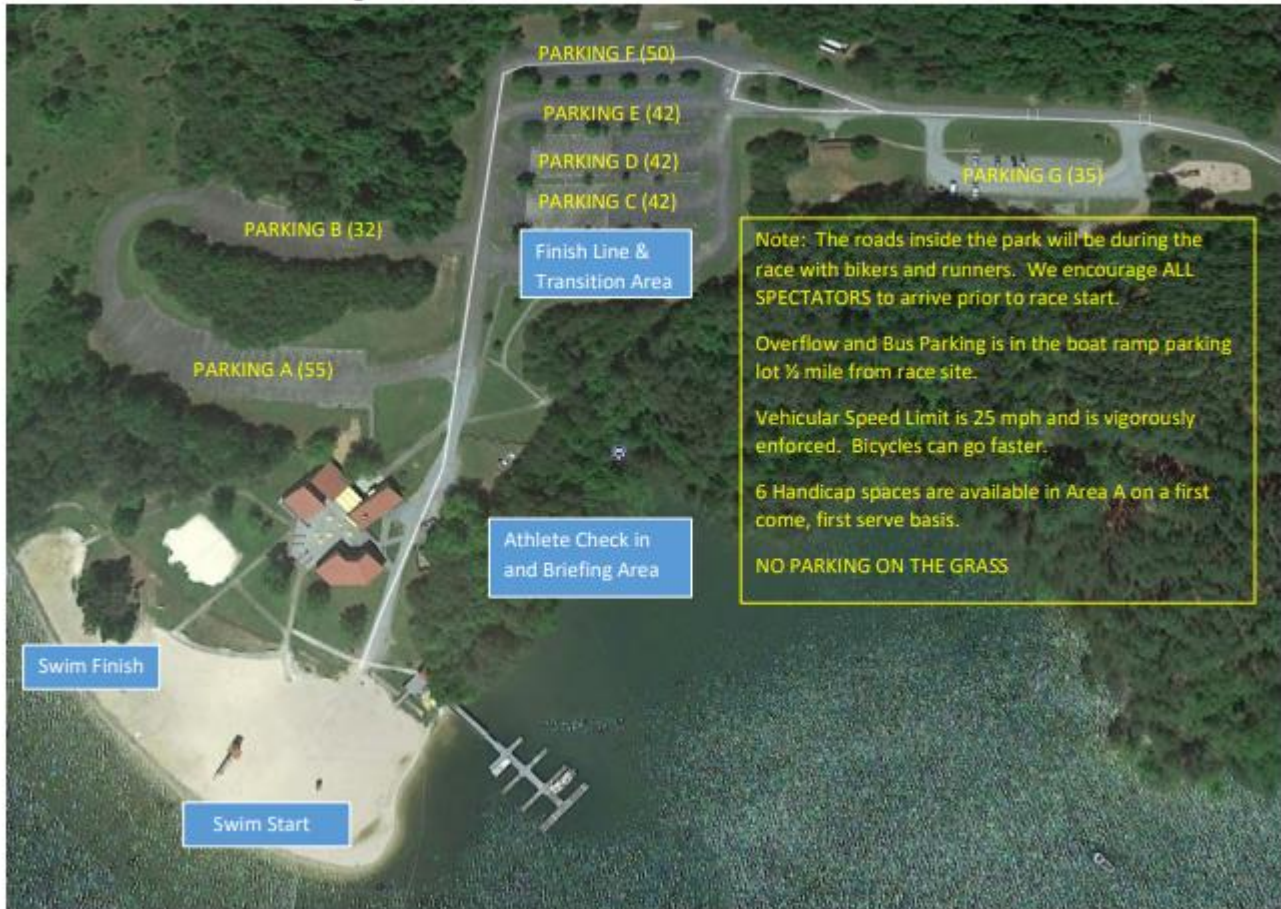 PARKING F (50)
PARKING E (42)
PARKING D (42)
PARKING C (42)
PARKING G (35)
PARKING B (32)
PARKING A (55)
Finish Line &
Transition Area
Note: The roads inside the park will be during the
race with bikers and runners. We encourage ALL
SPECTATORS to arrive prior to race start.
Overflow and Bus Parking is in the boat ramp parking
lot mile from race site.
Vehicular Speed Limit is 25 mph and is vigorously
enforced. Bicycles can go faster.
6 Handicap spaces are available in Area A on a first
come, first serve basis.
NO PARKING ON THE GRASS
Athlete Check in
and Briefing Area
Swim Finish
Swim Start